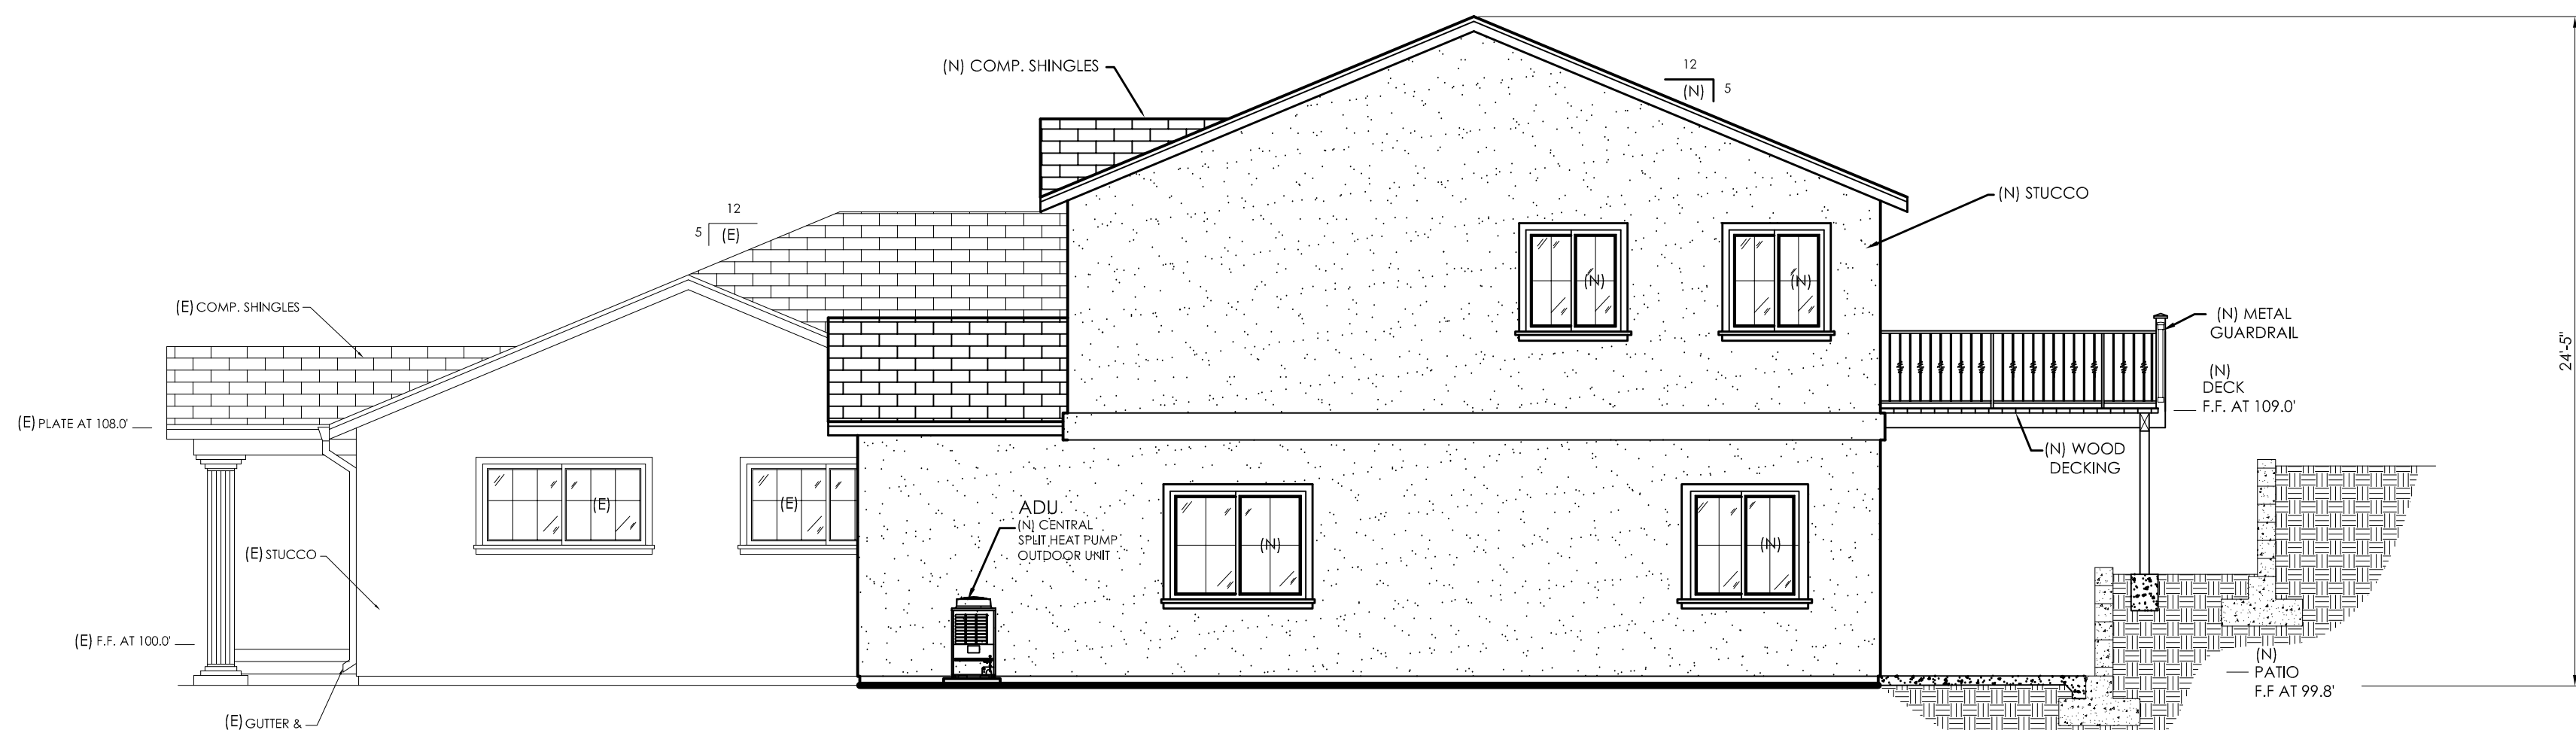 (N) COMP. SHINGLES
12
(N) 5
(N) STUCCO
12
5 (E)
(N) (N)
(E) COMP. SHINGLES
(N) METAL
GUARDRAIL
24'-5"
(N)
DECK
F.F. AT 109.0'
(E) PLATE AT 108.0'
(N) WOOD
DECKING
(E) (E)
ADU
(N) CENTRAL
SPLIT HEAT PUMP
OUTDOOR UNIT
(N) (N)
(E) STUCCO
(E) F.F. AT 100.0'
(N)
PATIO
F.F AT 99.8'
(E) GUTTER &